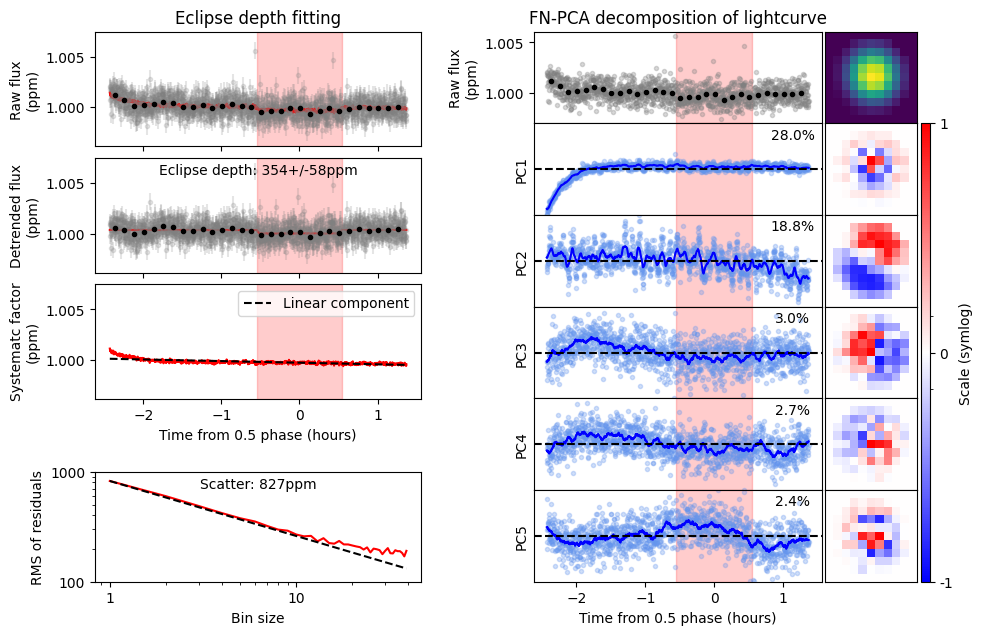 Eclipse depth fitting
Raw flux
(ppm)
1.005
1.000
Detrended flux
(ppm)
Eclipse depth: 354+/-58ppm
1.005
1.000
Systematc factor
(ppm)
Linear component
1.005
1.000
−2
−1
0
1
Time from 0.5 phase (hours)
RMS of residuals
Scatter: 827ppm
1000
100
1
10
Bin size
FN-PCA decomposition of lightcurve
Raw flux
(ppm)
1.005
1.000
PC1
28.0%
PC2
18.8%
PC3
3.0%
PC4
2.7%
PC5
2.4%
−2
−1
0
1
Time from 0.5 phase (hours)
1
0
-1
Scale (symlog)